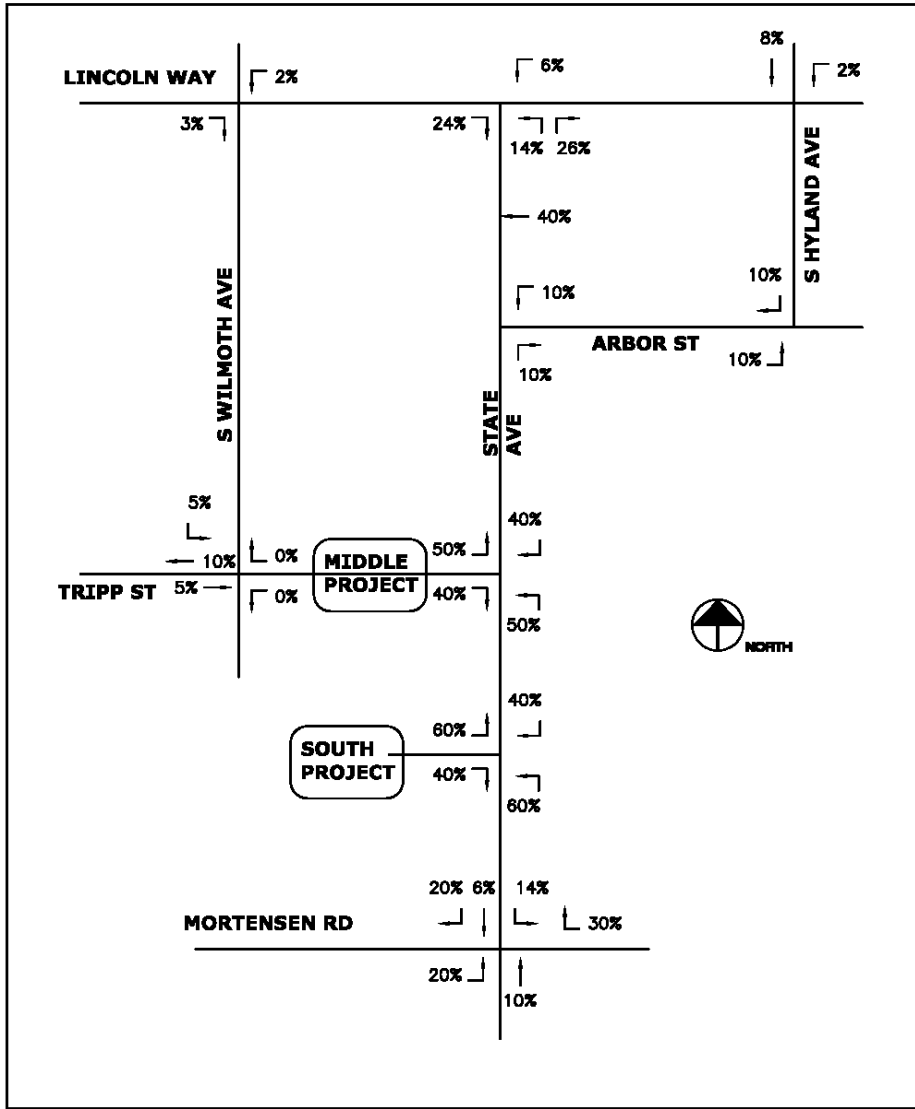 8%
6%
2%
2%
LINCOLN WAY
3%
24%
14%
26%
S HYLAND AVE
40%
S WILMOTH AVE
10%
10%
ARBOR ST
10%
10%
STATE
AVE
5%
40%
50%
0%
10%
MIDDLE
PROJECT
TRIPP ST
5%
0%
40%
50%
NORTH
40%
60%
SOUTH
PROJECT
40%
60%
20%
6%
14%
MORTENSEN RD
30%
20%
10%